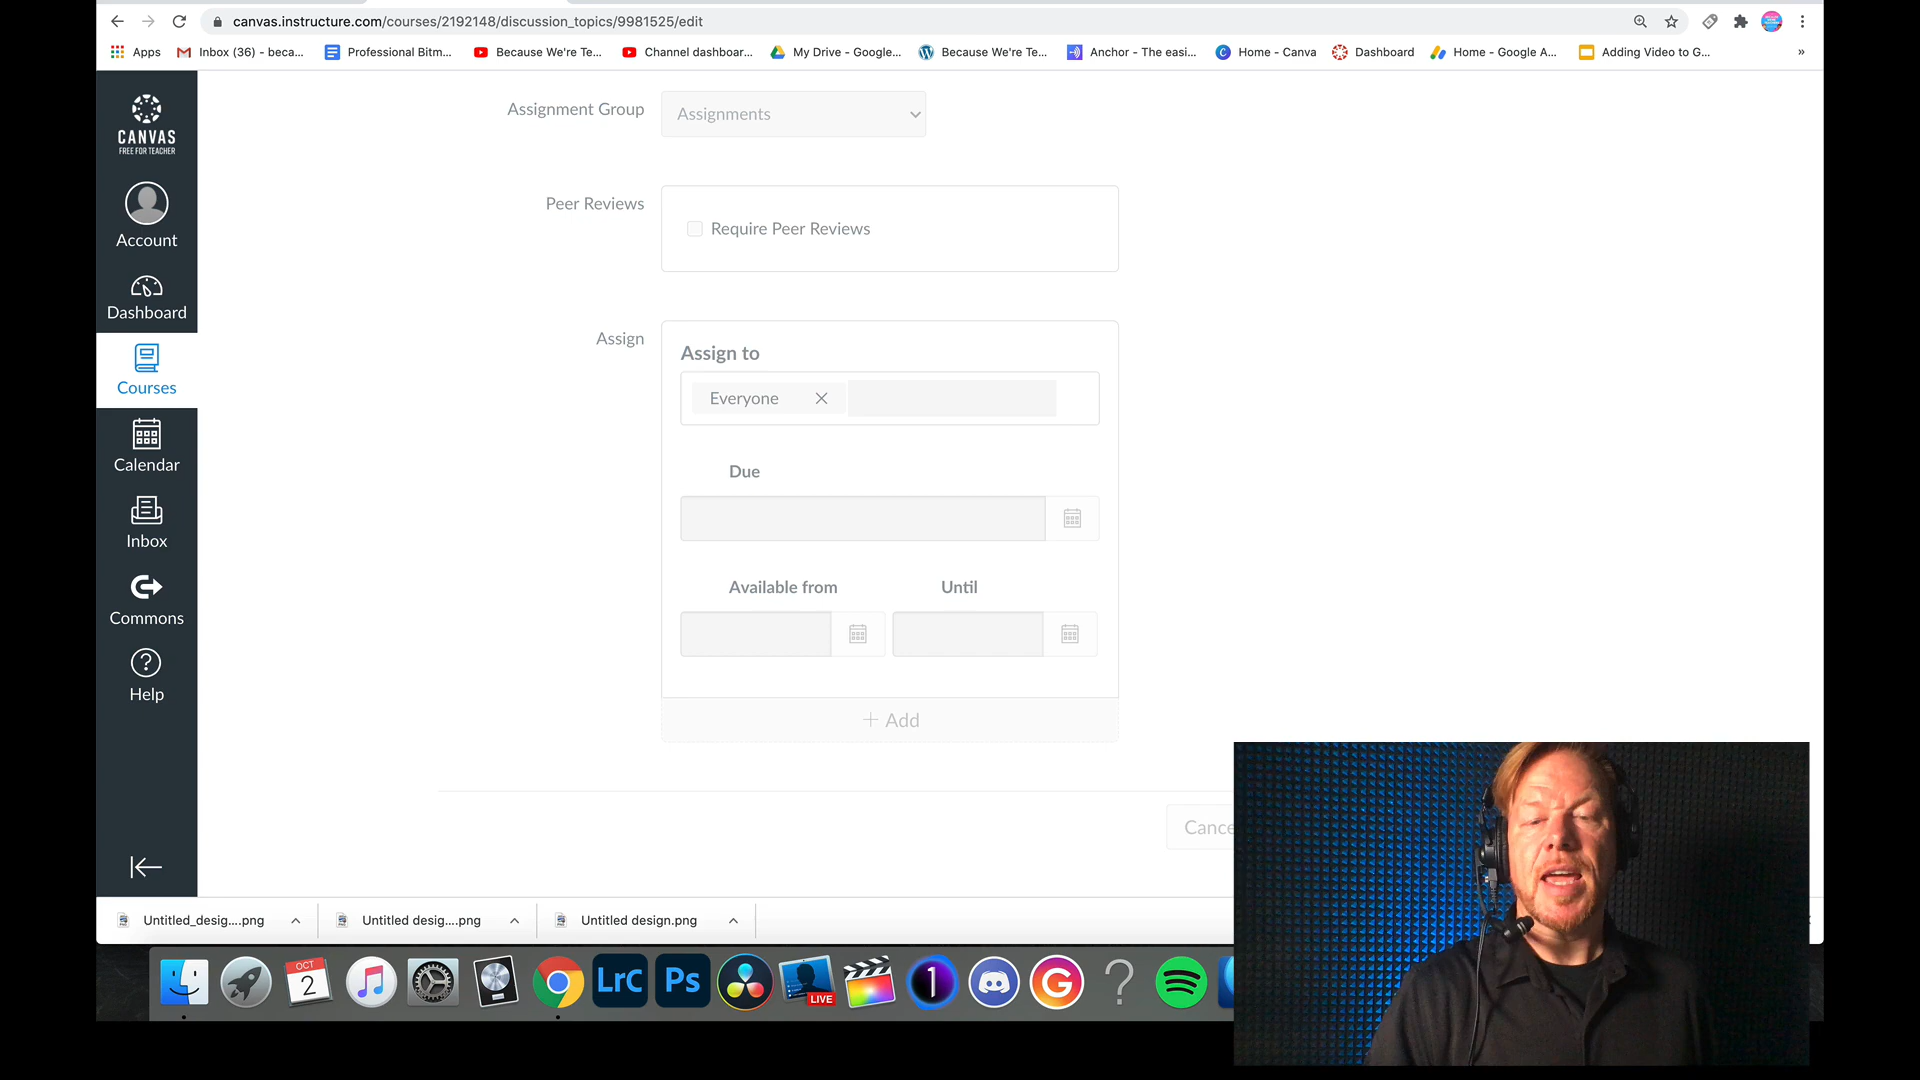 canvas.instructure.com/courses/2192148/discussion_topics/9981525/edit
Apps
Inbox (36) - beca...
Professional Bitm...
Because We're Te...
Channel dashboar...
My Drive - Google...
Because We're Te...
Anchor - The easi...
Home - Canva
Dashboard
Home - Google A...
Adding Video to G...
»
CANVAS
FREE FOR TEACHER
Account
Dashboard
Courses
Calendar
Inbox
Commons
Help
Assignment Group
Assignments
Peer Reviews
Require Peer Reviews
Assign
Assign to
Everyone
Due
Available from
Until
+ Add
Cance
Untitled_desig....png
Untitled desig....png
Untitled design.png
OCT
2
LrC
Ps
LIVE
1
G
?